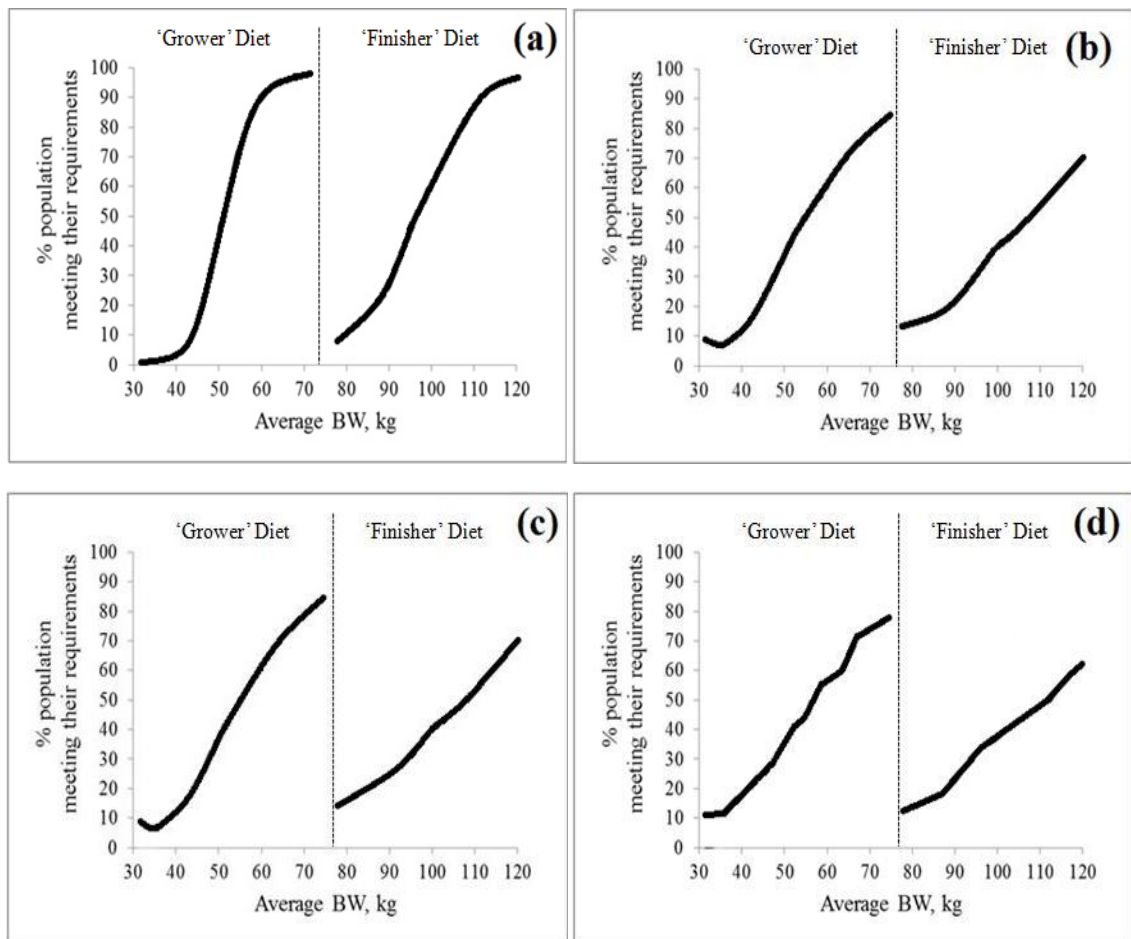 ‘Grower’ Diet
‘Finisher’ Diet
(a)
% population
meeting their requirements
100
90
80
70
60
50
40
30
20
10
0
30 40 50 60 70 80 90 100 110 120
Average BW, kg
‘Grower’ Diet
‘Finisher’ Diet
(b)
% population
meeting their requirements
100
90
80
70
60
50
40
30
20
10
0
30 40 50 60 70 80 90 100 110 120
Average BW, kg
‘Grower’ Diet
‘Finisher’ Diet
(c)
% population
meeting their requirements
100
90
80
70
60
50
40
30
20
10
0
30 40 50 60 70 80 90 100 110 120
Average BW, kg
‘Grower’ Diet
‘Finisher’ Diet
(d)
% population
meeting their requirements
100
90
80
70
60
50
40
30
20
10
0
30 40 50 60 70 80 90 100 110 120
Average BW, kg